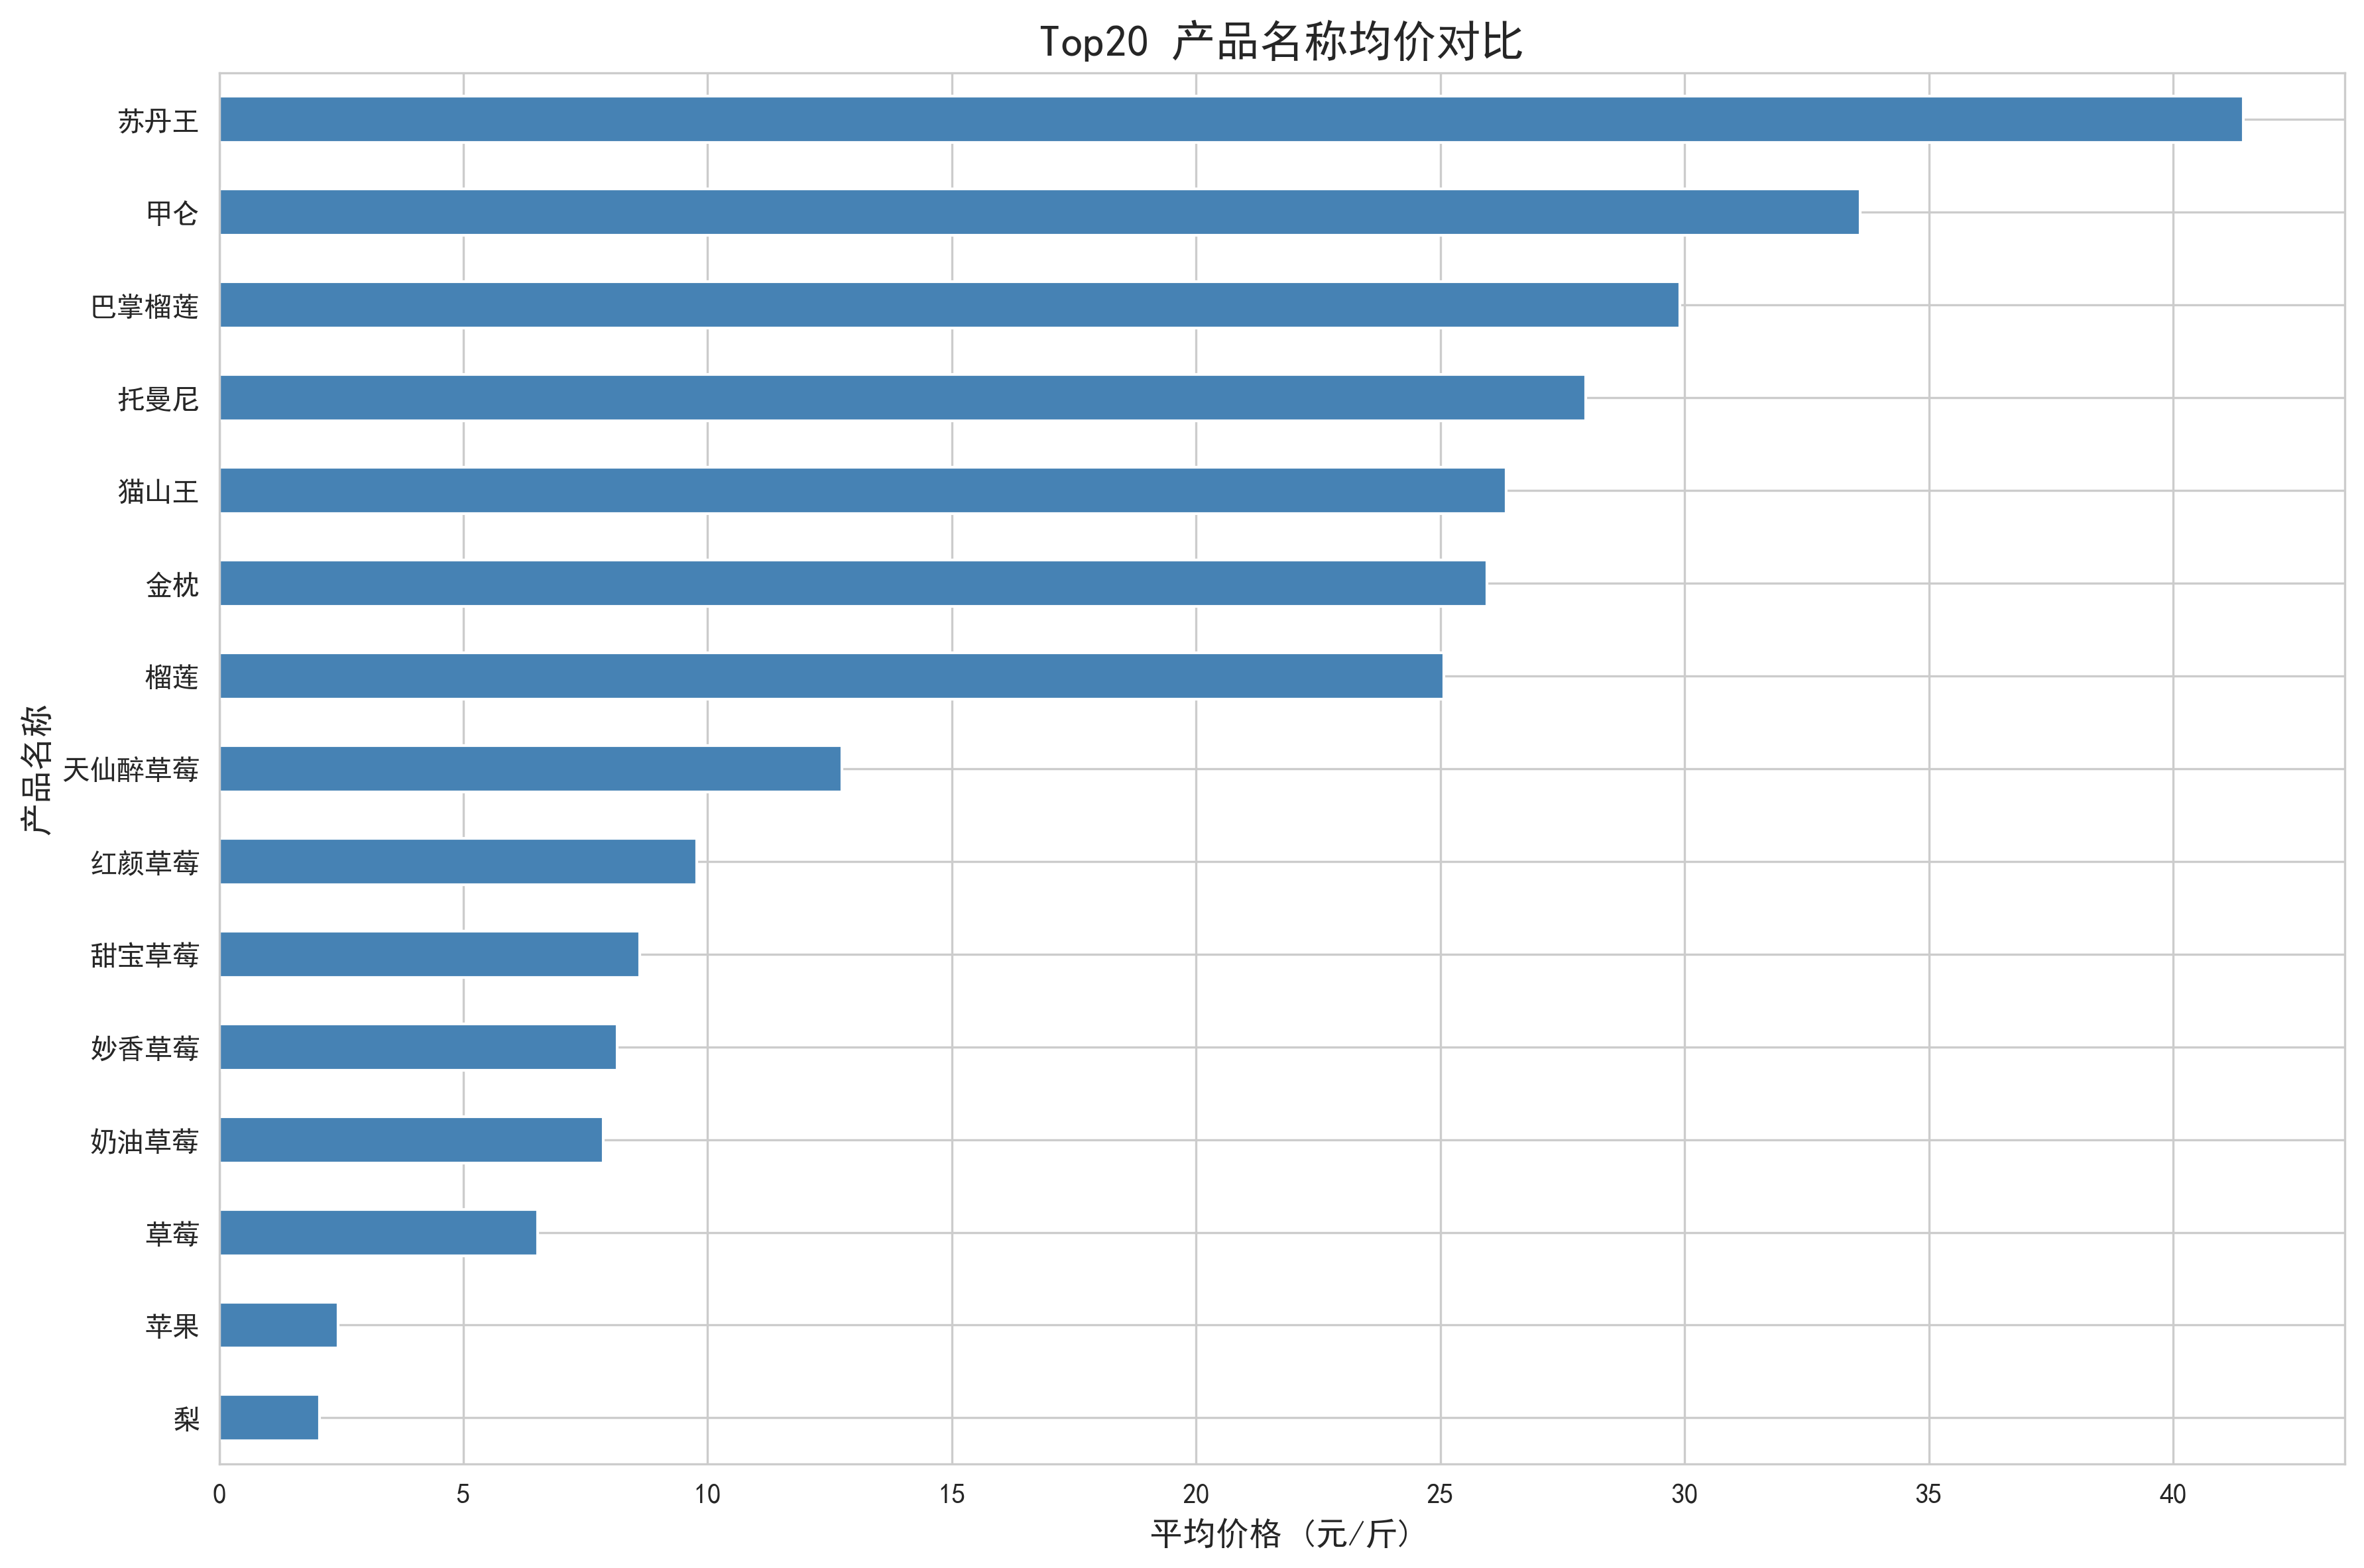 Top20 产品名称均价对比
苏丹王
甲仑
巴掌榴莲
托曼尼
猫山王
金枕
榴莲
天仙醉草莓
红颜草莓
甜宝草莓
妙香草莓
奶油草莓
草莓
苹果
梨
产品名称
0 5 10 15 20 25 30 35 40
平均价格（元/斤）